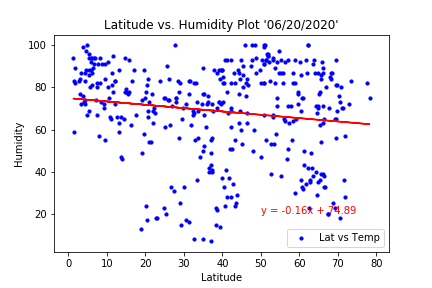 Latitude vs. Humidity Plot '06/20/2020'
100
80
60
40
20
Humidity
y = -0.16x + 74.89
Lat vs Temp
0 10 20 30 40 50 60 70 80
Latitude